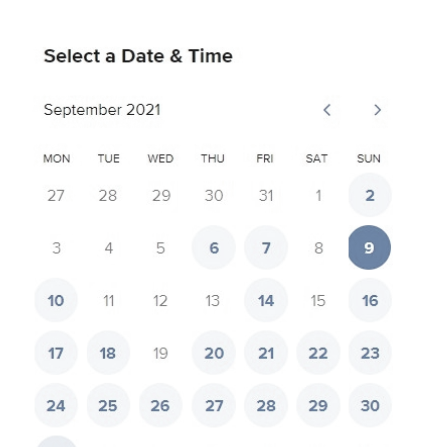 Select a Date & Time
September 2021
MON TUE WED THU FRI SAT SUN
27 28 29 30 31 1 2
3 4 5 6 7 8 9
10 11 12 13 14 15 16
17 18 19 20 21 22 23
24 25 26 27 28 29 30